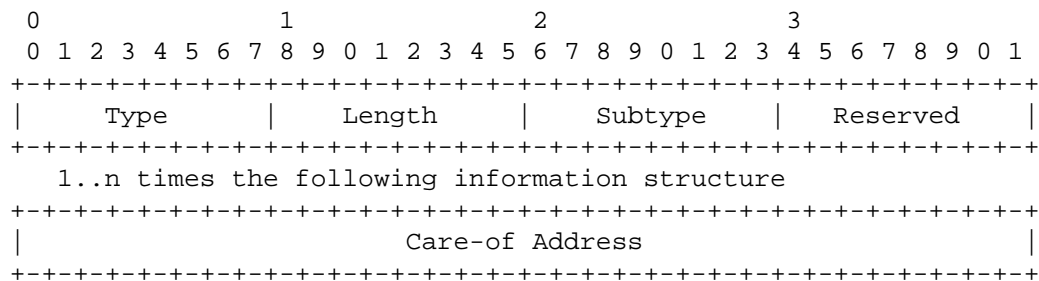 0               1               2               3
 0 1 2 3 4 5 6 7 8 9 0 1 2 3 4 5 6 7 8 9 0 1 2 3 4 5 6 7 8 9 0 1
+-+-+-+-+-+-+-+-+-+-+-+-+-+-+-+-+-+-+-+-+-+-+-+-+-+-+-+-+-+-+-+-+
|     Type      |    Length     |    Subtype    |   Reserved    |
+-+-+-+-+-+-+-+-+-+-+-+-+-+-+-+-+-+-+-+-+-+-+-+-+-+-+-+-+-+-+-+-+
   1..n times the following information structure
+-+-+-+-+-+-+-+-+-+-+-+-+-+-+-+-+-+-+-+-+-+-+-+-+-+-+-+-+-+-+-+-+
|                        Care-of Address                        |
+-+-+-+-+-+-+-+-+-+-+-+-+-+-+-+-+-+-+-+-+-+-+-+-+-+-+-+-+-+-+-+-+